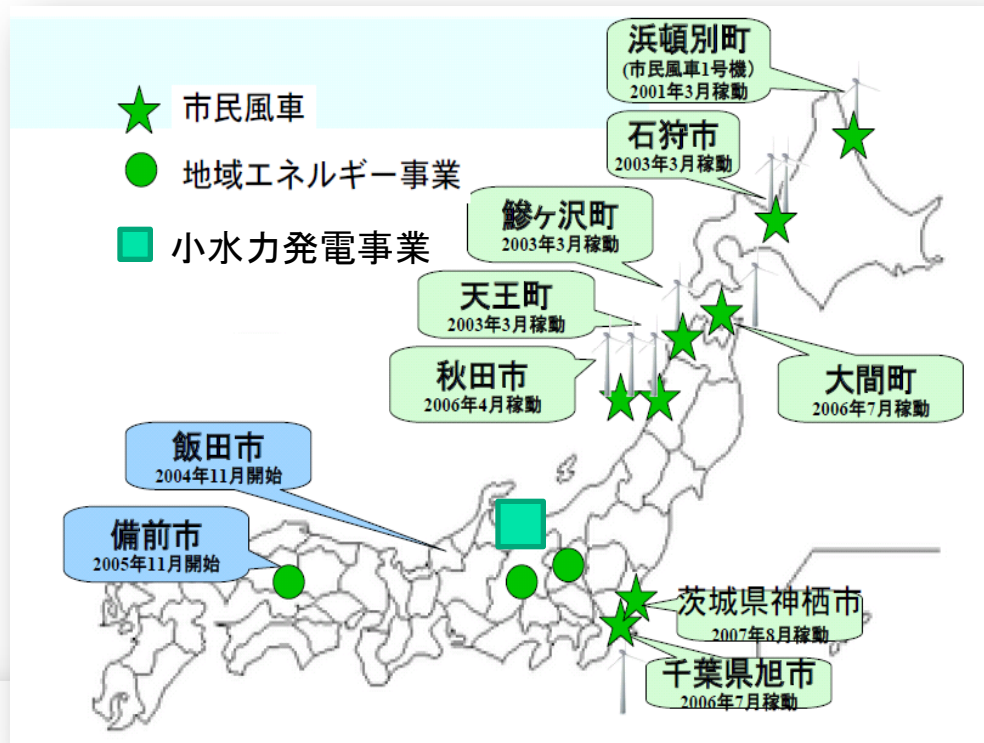 市民風車
地域エネルギー事業
小水力発電事業
浜頓別町
(市民風車1号機)
2001年3月稼動
石狩市
2003年3月稼動
鰺ヶ沢町
2003年3月稼動
天王町
2003年3月稼動
秋田市
2006年4月稼動
大間町
2006年7月稼動
飯田市
2004年11月開始
備前市
2005年11月開始
茨城県神栖市
2007年8月稼動
千葉県旭市
2006年7月稼動